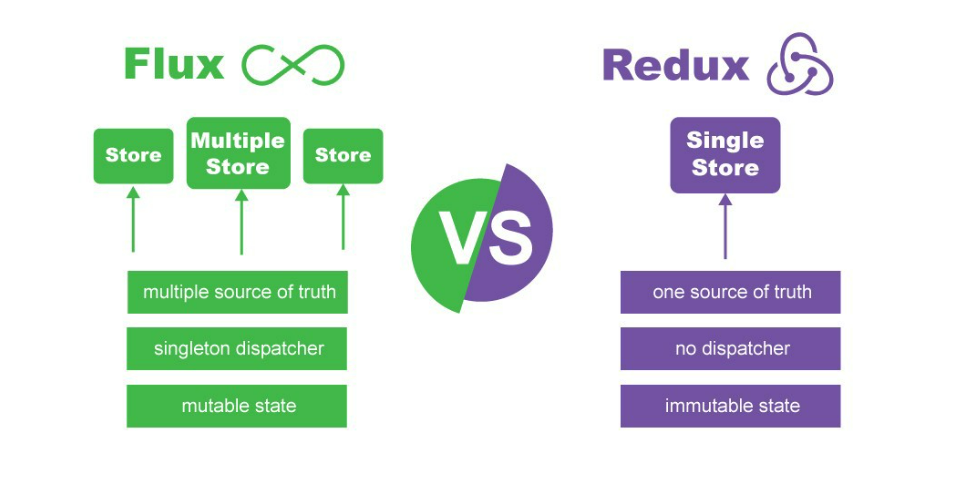 Flux
Redux
Store
Multiple
Store
Store
Single
Store
VS
multiple source of truth
singleton dispatcher
mutable state
one source of truth
no dispatcher
immutable state